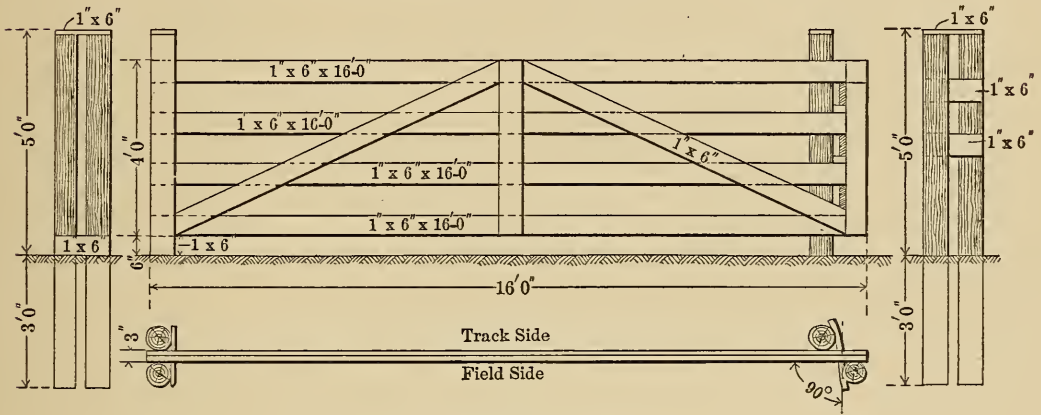 1" x 6"
1" x 6"
1" x 6" x 16'-0"
1" x 6"
5'0"
4'0"
1" x 6" x 16'-0"
1" x 6"
1" x 6"
5'0"
1" x 6" x 16'-0"
1" x 6" x 16'-0"
1 x 6"
1 x 6"
6"
16'0"
3'0"
3'0"
3"
Track Side
Field Side
90°